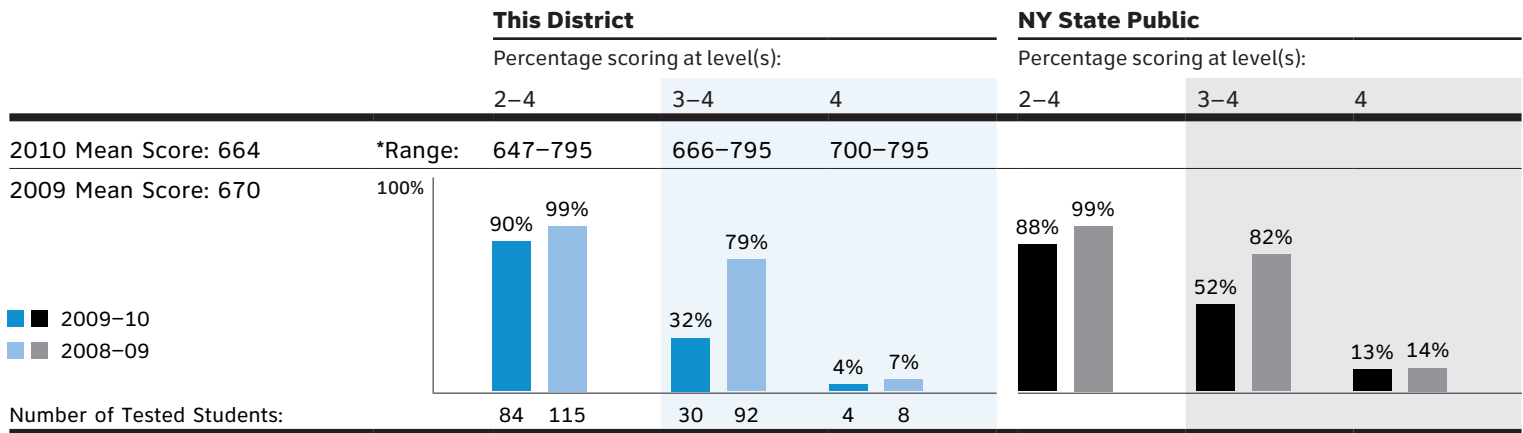 This District NY State Public
Percentage scoring at level(s): Percentage scoring at level(s):
2–4 3–4 4 2–4 3–4 4
2010 Mean Score: 664 *Range: 647–795 666–795 700–795
2009 Mean Score: 670 100%
90% 99% 79% 32% 4% 7% 88% 99% 82% 52% 13% 14%
2009–10
2008–09
Number of Tested Students: 84 115 30 92 4 8